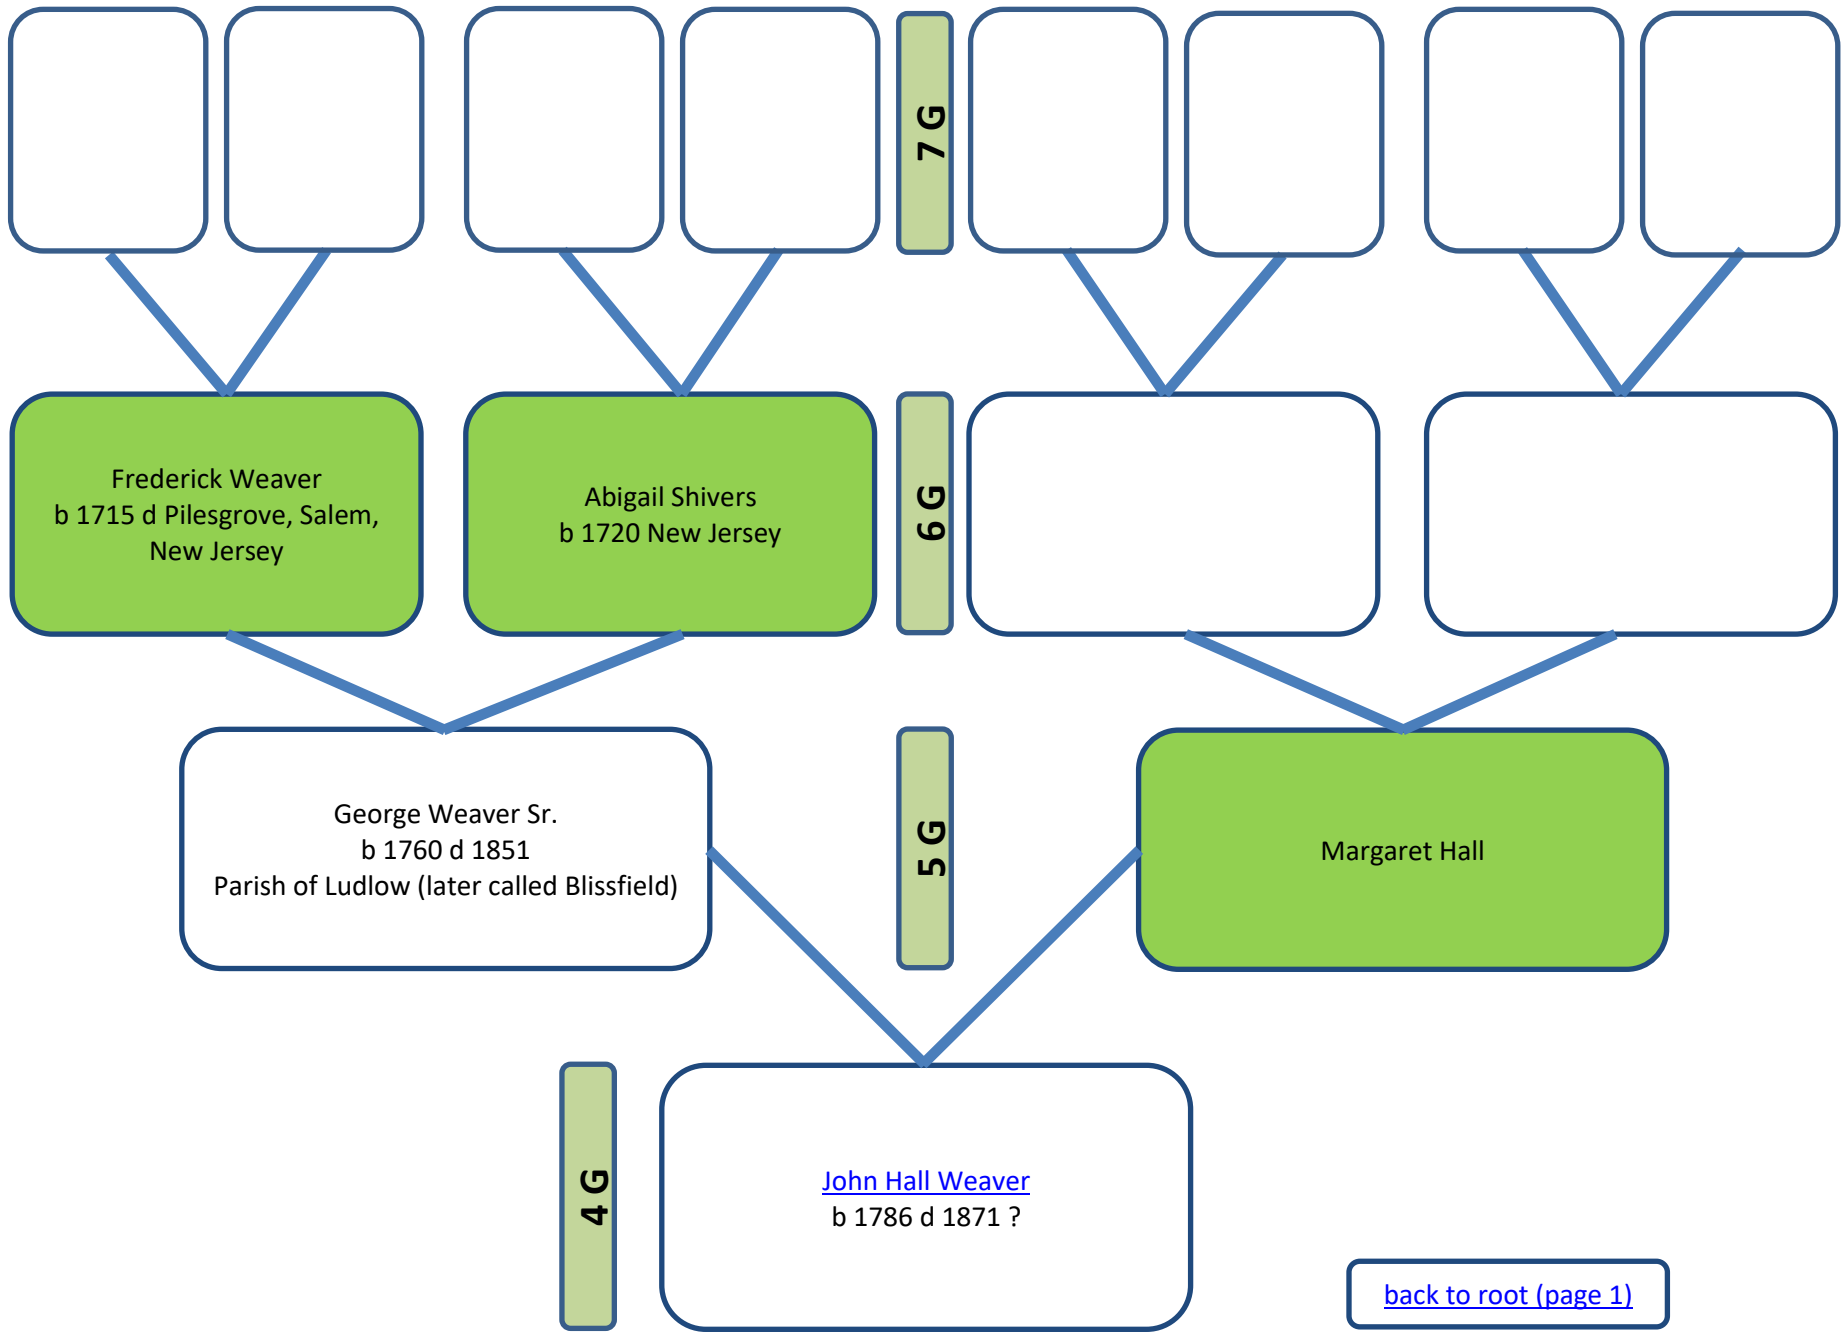 7 G
Frederick Weaver
b 1715 d Pilesgrove, Salem,
New Jersey
Abigail Shivers
b 1720 New Jersey
6 G
George Weaver Sr.
b 1760 d 1851
Parish of Ludlow (later called Blissfield)
5 G
Margaret Hall
4 G
John Hall Weaver
b 1786 d 1871 ?
back to root (page 1)